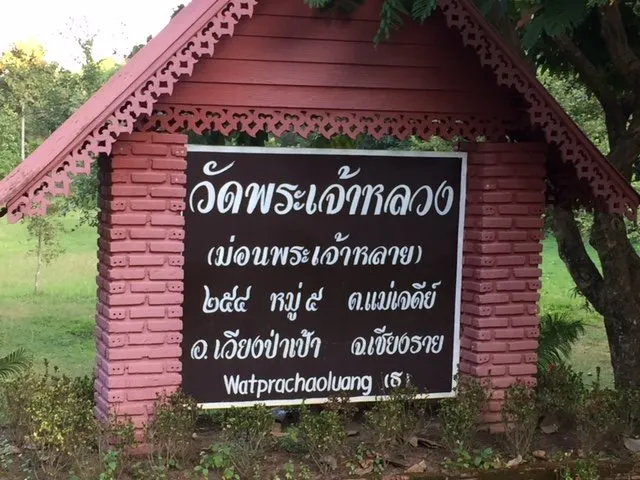 วัดพระเจ้าหลวง
(ม่อนพระเจ้าหลาย)
๒๕๔ หมู่ ๕ ต.แม่เจดีย์
อ.เวียงป่าเป้า จ.เชียงราย
Watprachaoluang (ธ)